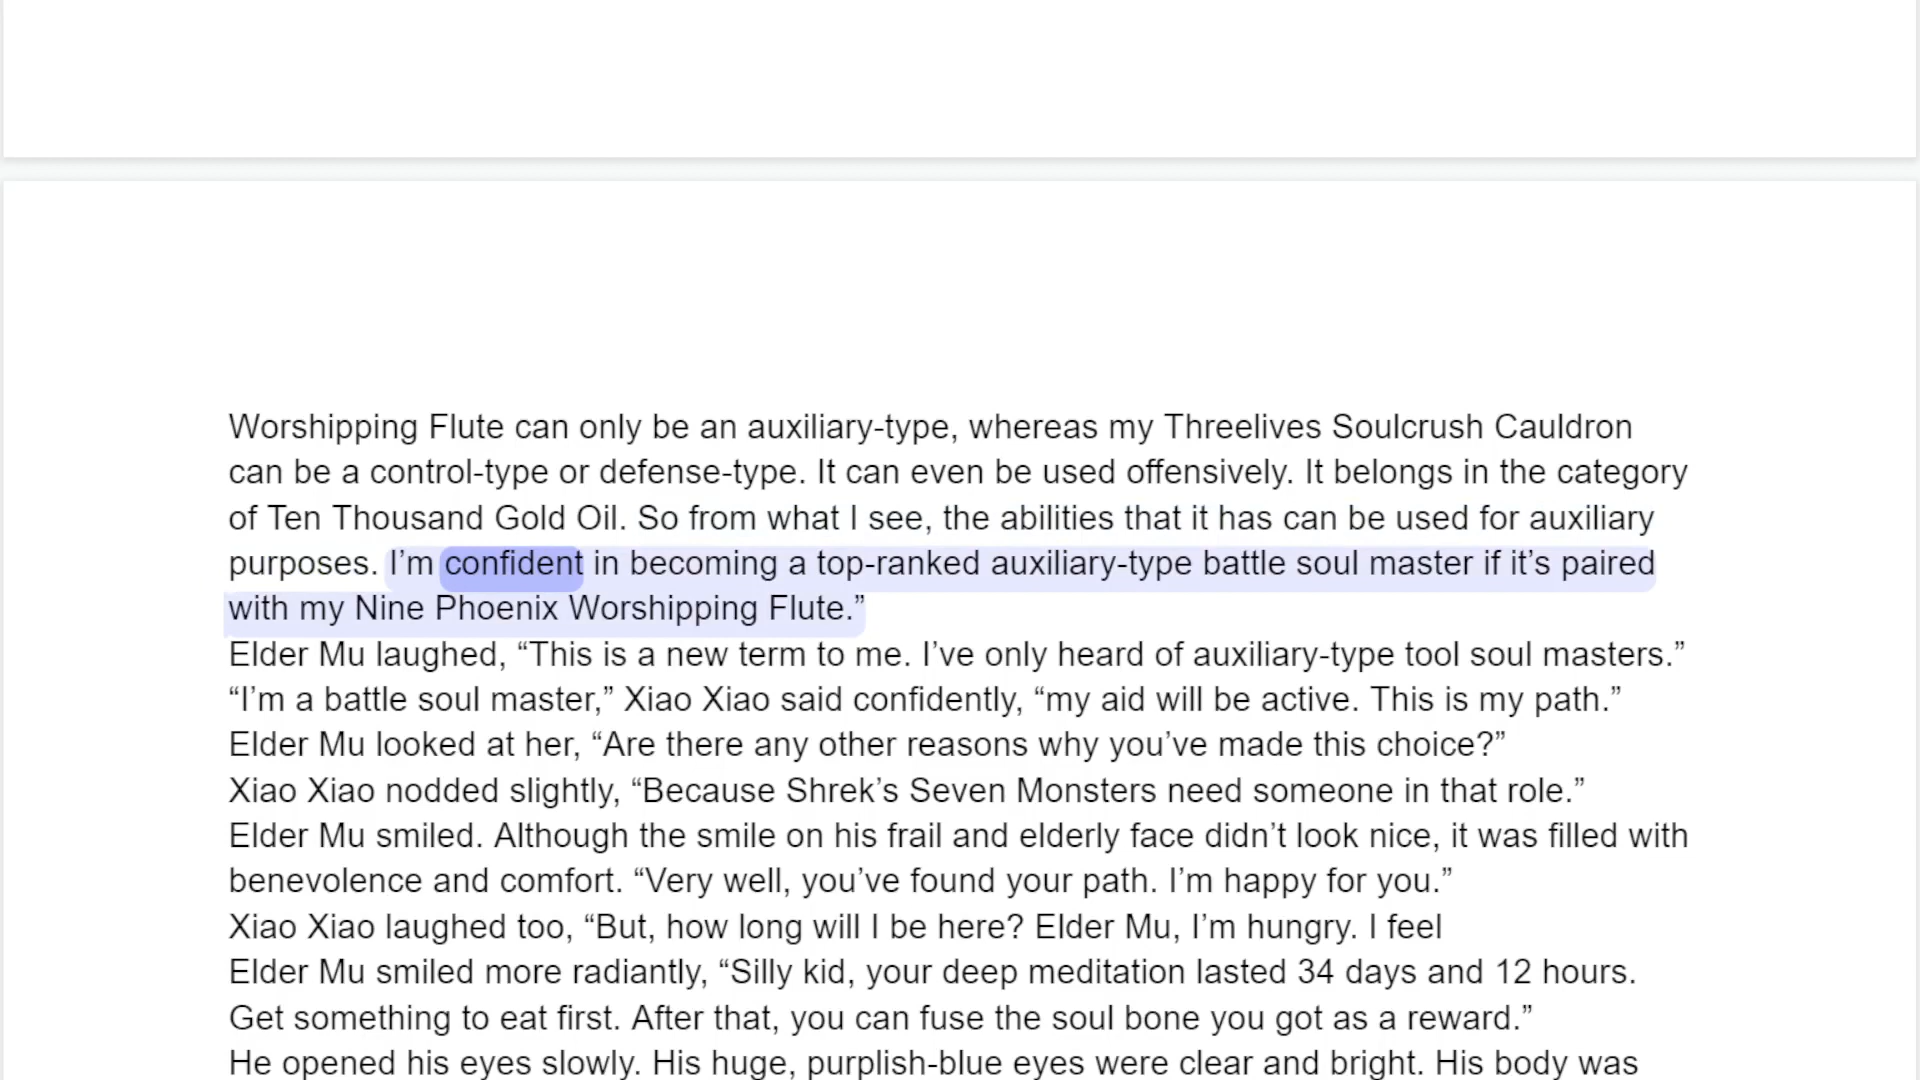 Worshipping Flute can only be an auxiliary-type, whereas my Threelives Soulcrush Cauldron
can be a control-type or defense-type. It can even be used offensively. It belongs in the category
of Ten Thousand Gold Oil. So from what I see, the abilities that it has can be used for auxiliary
purposes. I’m confident in becoming a top-ranked auxiliary-type battle soul master if it’s paired
with my Nine Phoenix Worshipping Flute.”
Elder Mu laughed, “This is a new term to me. I’ve only heard of auxiliary-type tool soul masters.”
“I’m a battle soul master,” Xiao Xiao said confidently, “my aid will be active. This is my path.”
Elder Mu looked at her, “Are there any other reasons why you’ve made this choice?”
Xiao Xiao nodded slightly, “Because Shrek’s Seven Monsters need someone in that role.”
Elder Mu smiled. Although the smile on his frail and elderly face didn’t look nice, it was filled with
benevolence and comfort. “Very well, you’ve found your path. I’m happy for you.”
Xiao Xiao laughed too, “But, how long will I be here? Elder Mu, I’m hungry. I feel
Elder Mu smiled more radiantly, “Silly kid, your deep meditation lasted 34 days and 12 hours.
Get something to eat first. After that, you can fuse the soul bone you got as a reward.”
He opened his eyes slowly. His huge, purplish-blue eyes were clear and bright. His body was